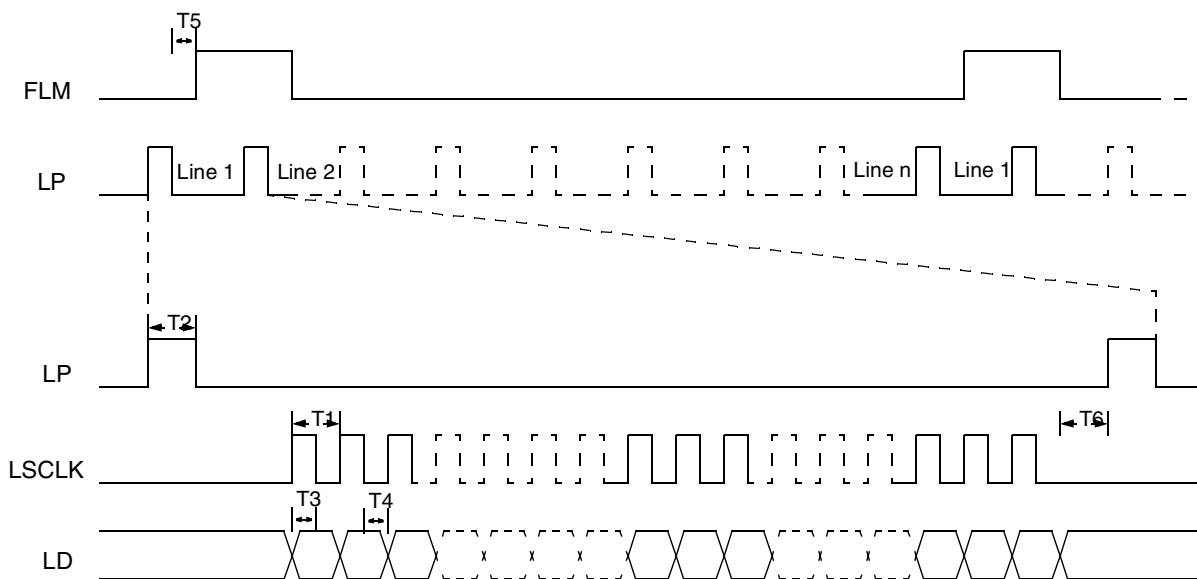 T5
FLM
LP
Line 1
Line 2
Line n
Line 1
T2
LP
T1
T6
LSCLK
T3
T4
LD